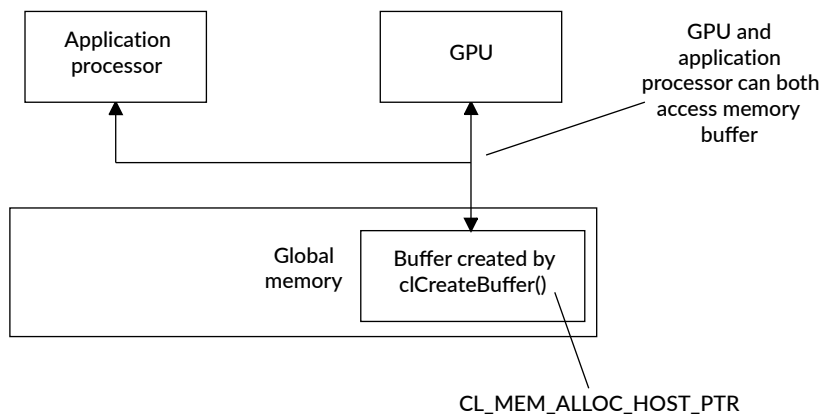 Application
processor
GPU
GPU and
application
processor can both
access memory
buffer
Global
memory
Buffer created by
clCreateBuffer()
CL_MEM_ALLOC_HOST_PTR